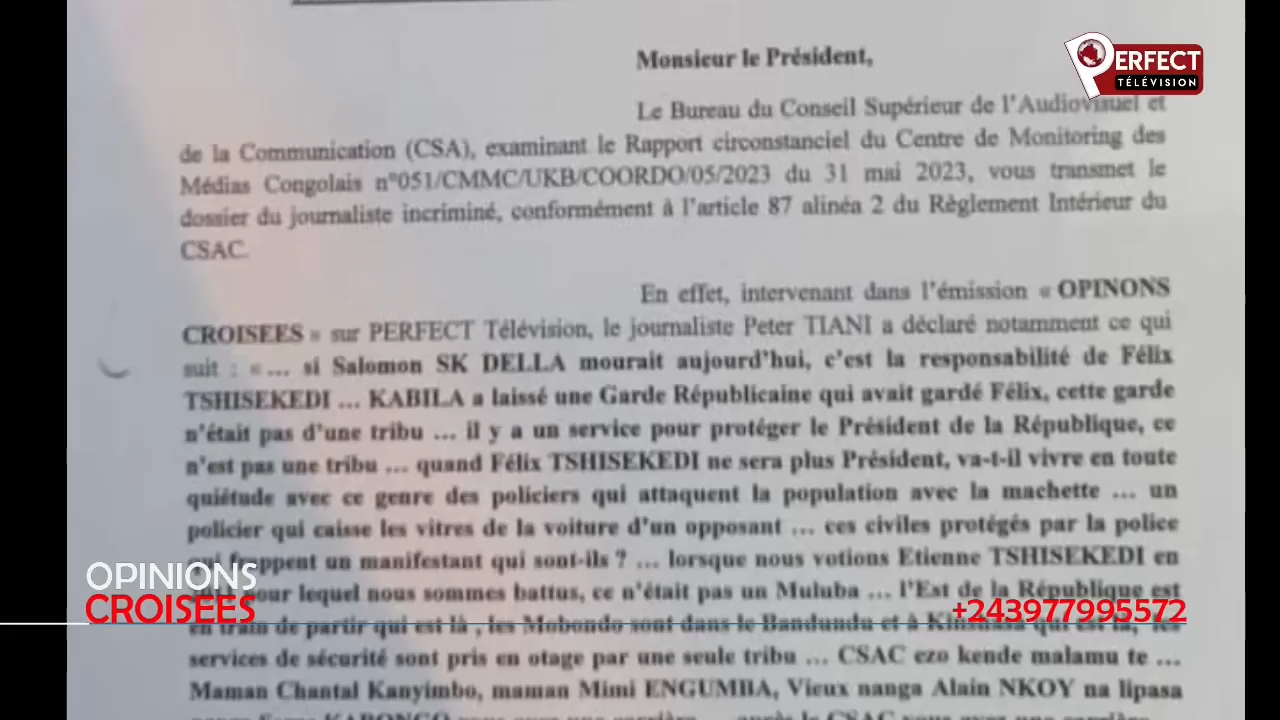 Monsieur le Président,
PERFECT
TÉLÉVISION
Le Bureau du Conseil Supérieur de l'Audiovisuel et
de la Communication (CSA), examinant le Rapport circonstanciel du Centre de Monitoring des
Médias Congolais n°051/CMMC/UKB/COORDO/05/2023 du 31 mai 2023, vous transmet le
dossier du journaliste incriminé, conformément à l'article 87 alinéa 2 du Règlement Intérieur du
CSAC.
En effet, intervenant dans l'émission « OPINONS
CROISEES » sur PERFECT Télévision, le journaliste Peter TIANI a déclaré notamment ce qui
suit : « ... si Salomon SK DELLA mourait aujourd'hui, c'est la responsabilité de Félix
TSHISEKEDI ... KABILA a laissé une Garde Républicaine qui avait gardé Félix, cette garde
n'était pas d'une tribu ... il y a un service pour protéger le Président de la République, ce
n'est pas une tribu ... quand Félix TSHISEKEDI ne sera plus Président, va-t-il vivre en toute
quiétude avec ce genre des policiers qui attaquent la population avec la machette ... un
policier qui caisse les vitres de la voiture d'un opposant ... ces civiles protégés par la police
qui frappent un manifestant qui sont-ils ? ... lorsque nous votions Etienne TSHISEKEDI en
pour lequel nous sommes battus, ce n'était pas un Muluba ... l'Est de la République est
en train de partir qui est là , les Mobondo sont dans le Bandundu et à Kinshasa qui est là, les
services de sécurité sont pris en otage par une seule tribu ... CSAC ezo kende malamu te ...
Maman Chantal Kanyimbo, maman Mimi ENGUMBA, Vieux nanga Alain NKOY na lipasa
OPINIONS
CROISEES
+243977995572